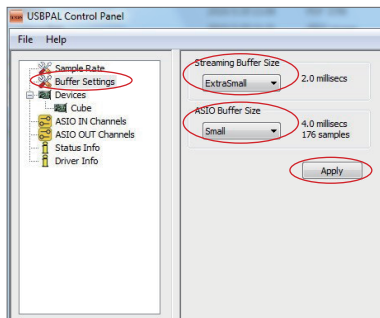 USBPAL Control Panel
File Help
Sample Rate
Buffer Settings
Devices
Cube
ASIO IN Channels
ASIO OUT Channels
Status Info
Driver Info
Streaming Buffer Size
ExtraSmall 2.0 millisecs
ASIO Buffer Size
Small 4.0 millisecs
176 samples
Apply